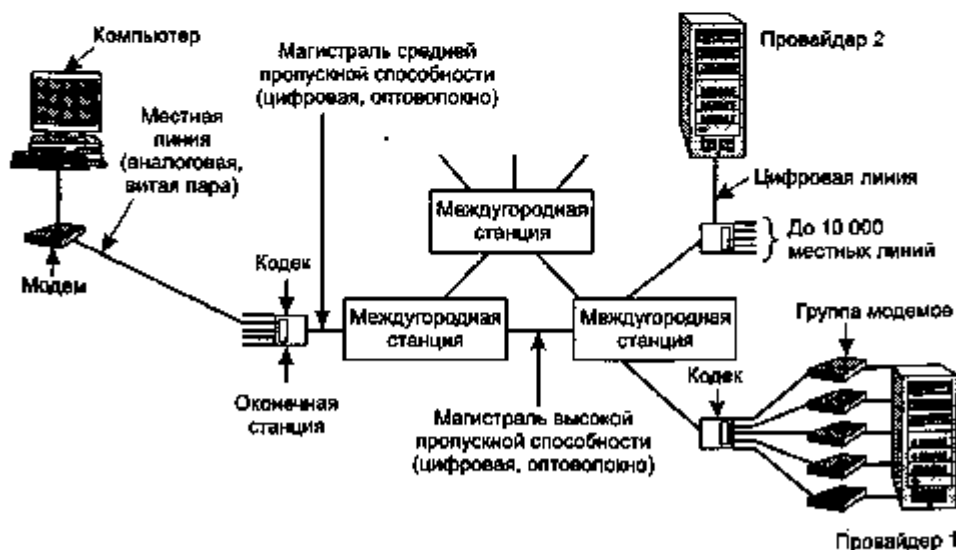 Компьютер
Магистраль средней
пропускной способности
(цифровая, оптоволокно)
Провайдер 2
Местная
линия
(аналоговая,
витая пара)
Цифровая линия
Междугородная
станция
До 10 000
местных линий
Модем
Кодек
Междугородная
станция
Междугородная
станция
Группа модемов
Кодек
Оконечная
станция
Магистраль высокой
пропускной способности
(цифровая, оптоволокно)
Провайдер 1